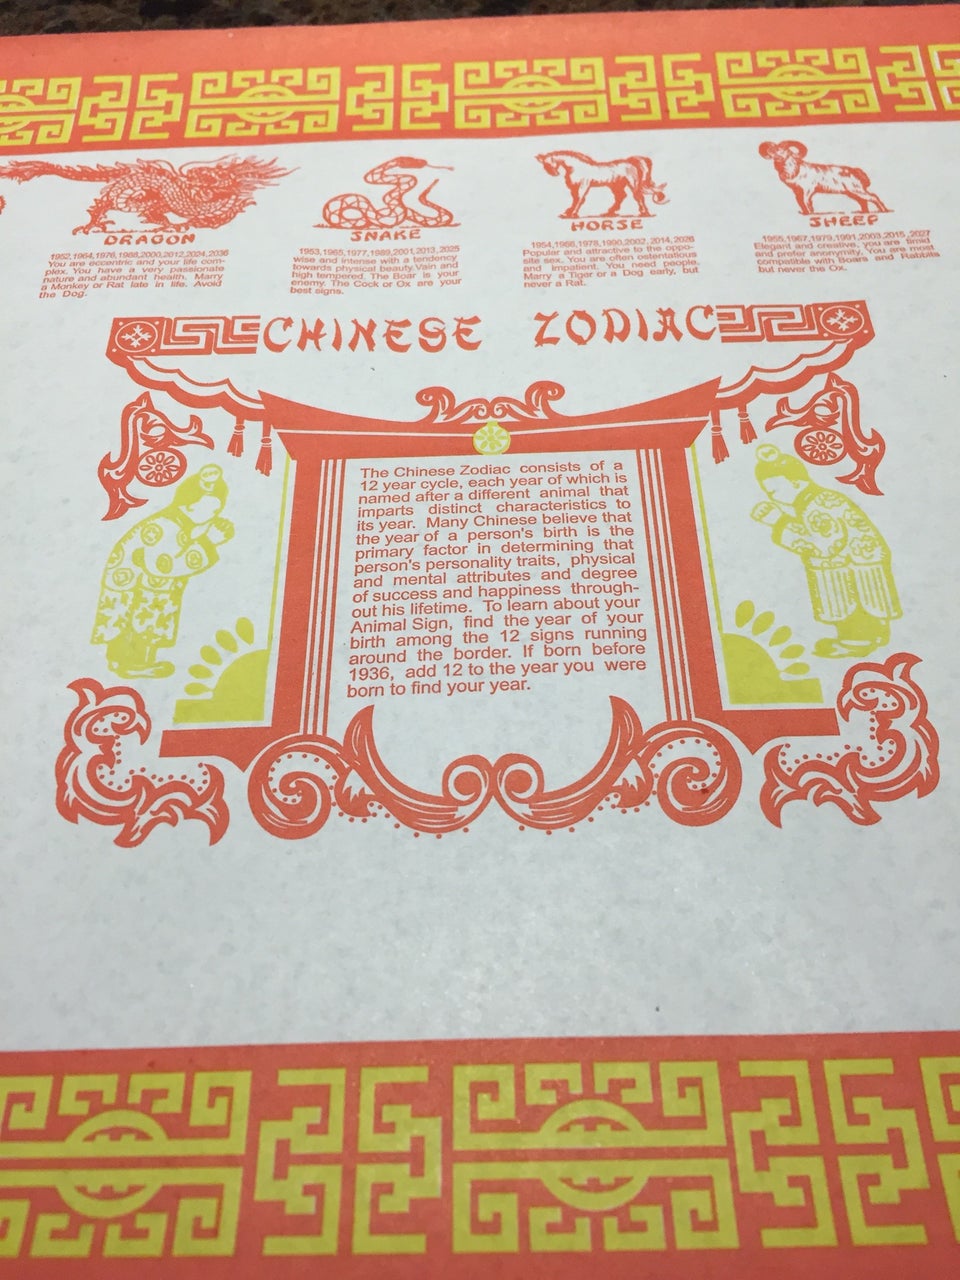 DRAGON
1952,1964,1976,1988,2000,2012,2024,2036
You are eccentric and your life com-
plex. You have a very passionate
nature and abundant health. Marry
a Monkey or Rat late in life. Avoid
the Dog.
SNAKE
1953,1965,1977,1989,2001,2013,2025
wise and intense with a tendency
towards physical beauty.Vain and
high tempered. The Boar is your
enemy. The Cock or Ox are your
best signs.
HORSE
1954,1966,1978,1990,2002, 2014, 2026
Popular and attractive to the oppo-
site sex. You are often ostentatious
and impatient. You need people.
Marry a Tiger or a Dog early, but
never a Rat.
SHEEP
1955,1967,1979,1991,2003,2015 ,2027
Elegant and creative, you are timid
and prefer anonymity. You are most
compatible with Boars and Rabbits
but never the Ox.
CHINESE ZODIAC
The Chinese Zodiac consists of a
12 year cycle, each year of which is
named after a different animal that
imparts distinct characteristics to
its year. Many Chinese believe that
the year of a person's birth is the
primary factor in determining that
person's personality traits, physical
and mental attributes and degree
of success and happiness through-
out his lifetime. To learn about your
Animal Sign, find the year of your
birth among the 12 signs running
around the border. If born before
1936, add 12 to the year you were
born to find your year.